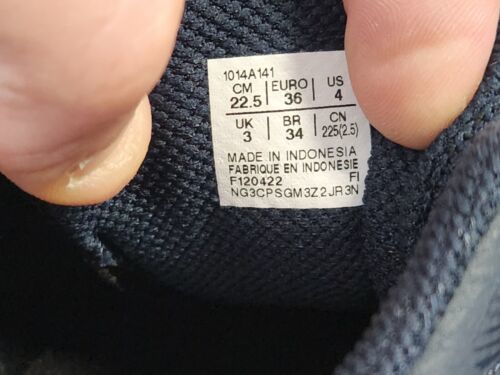 1014A141
CM EURO US
22.5 36 4
UK BR CN
3 34 225(2.5)
MADE IN INDONESIA
FABRIQUE EN INDONÉSIE
F120422 FI
NG3CPSGM3Z2JR3N